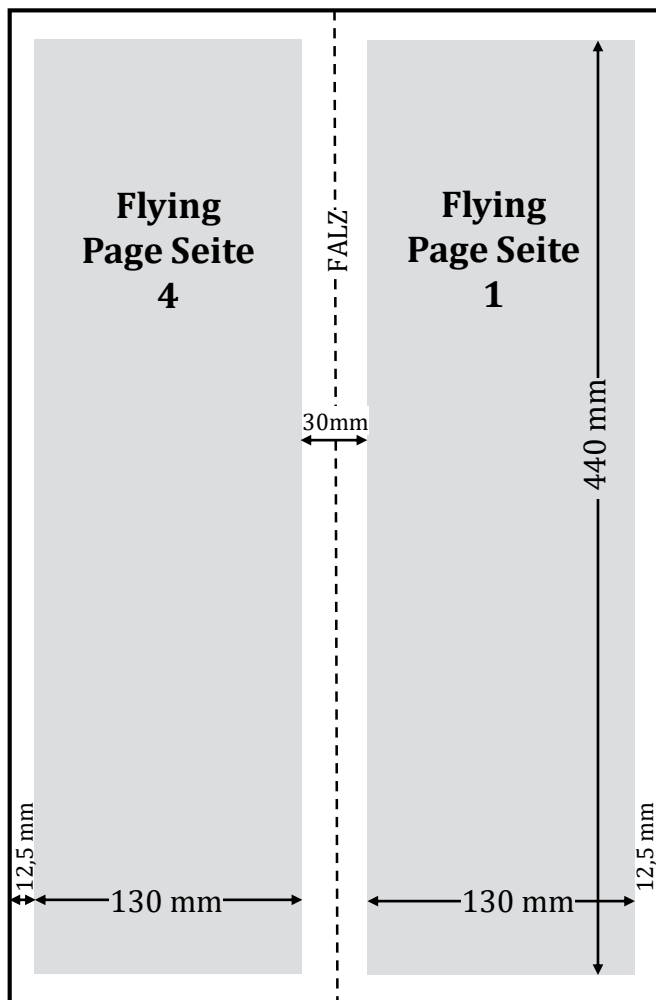 Flying
Page Seite
4
FALZ
Flying
Page Seite
1
30mm
440 mm
12,5 mm
130 mm
130 mm
12,5 mm